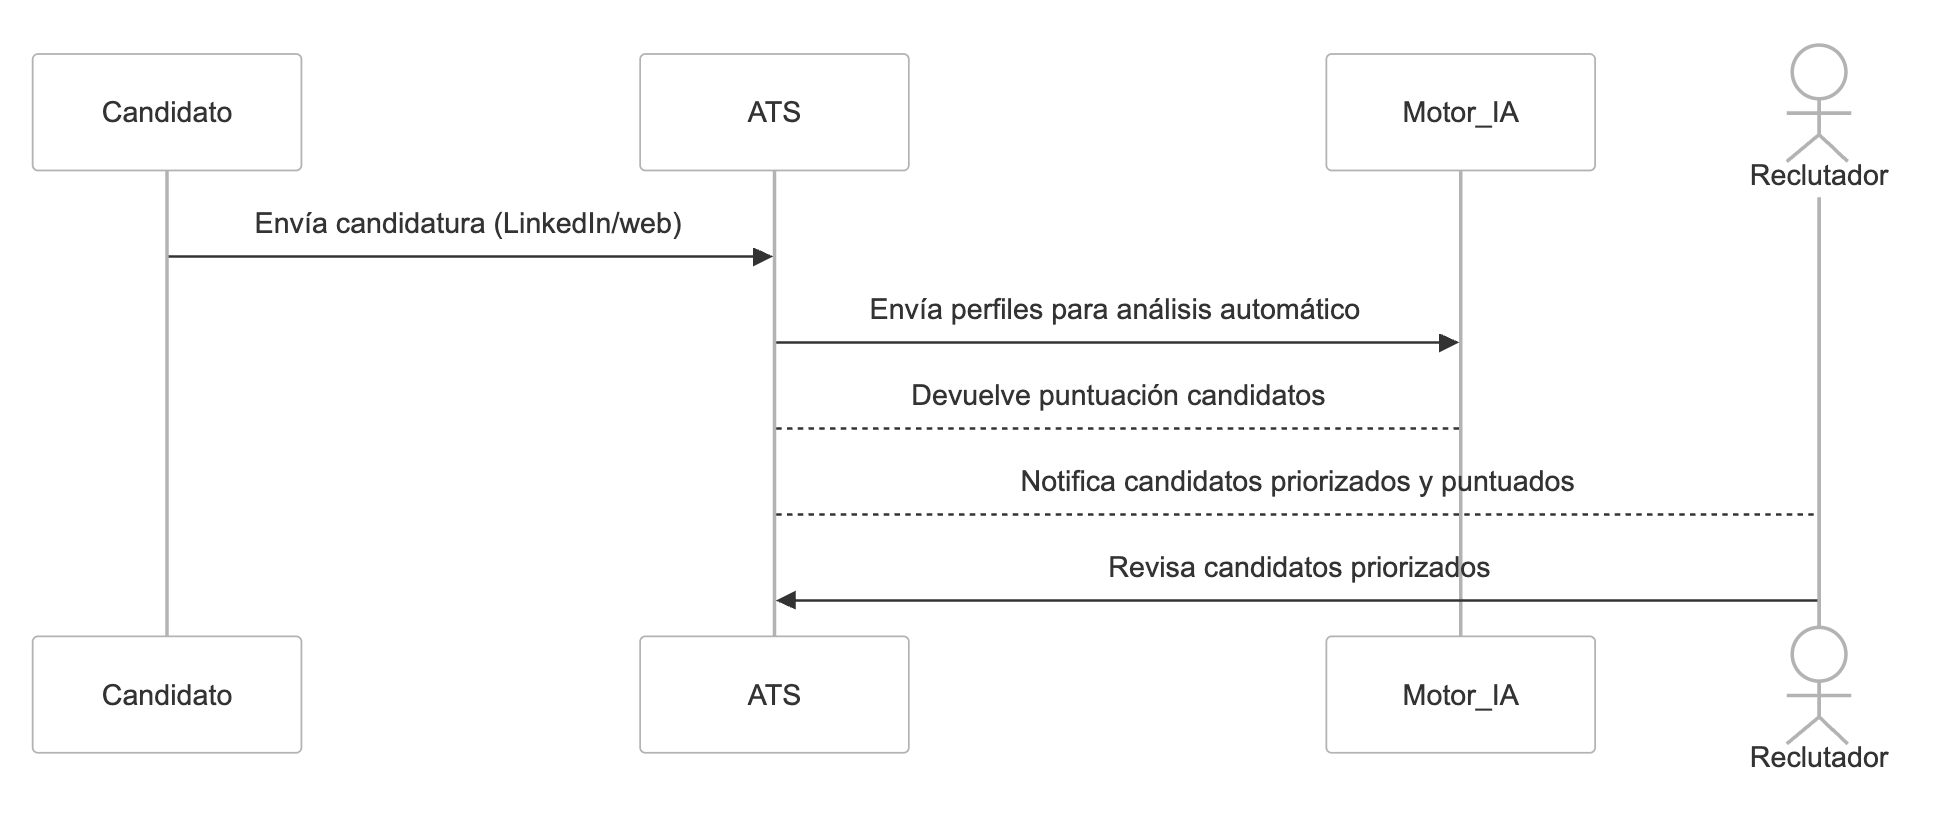 Candidato
ATS
Motor_IA
Reclutador
Envía candidatura (LinkedIn/web)
Envía perfiles para análisis automático
Devuelve puntuación candidatos
Notifica candidatos priorizados y puntuados
Revisa candidatos priorizados
Candidato
ATS
Motor_IA
Reclutador